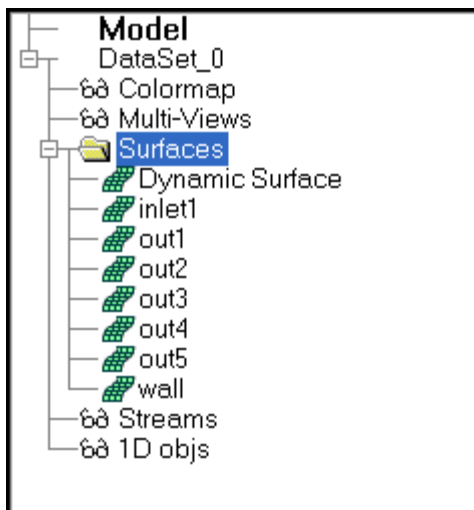 Model
DataSet_0
Colormap
Multi-Views
Surfaces
Dynamic Surface
inlet1
out1
out2
out3
out4
out5
wall
Streams
1D objs